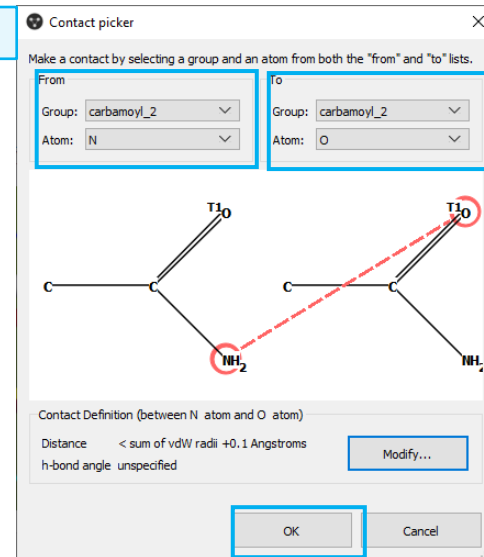 Contact picker
Make a contact by selecting a group and an atom from both the "from" and "to" lists.
From
To
Group: carbamoyl_2
Group: carbamoyl_2
Atom: N
Atom: O
T1O
T1O
C
C
C
C
NH2
NH2
Contact Definition (between N atom and O atom)
Distance < sum of vdW radii +0.1 Angstroms
h-bond angle unspecified
Modify...
OK
Cancel